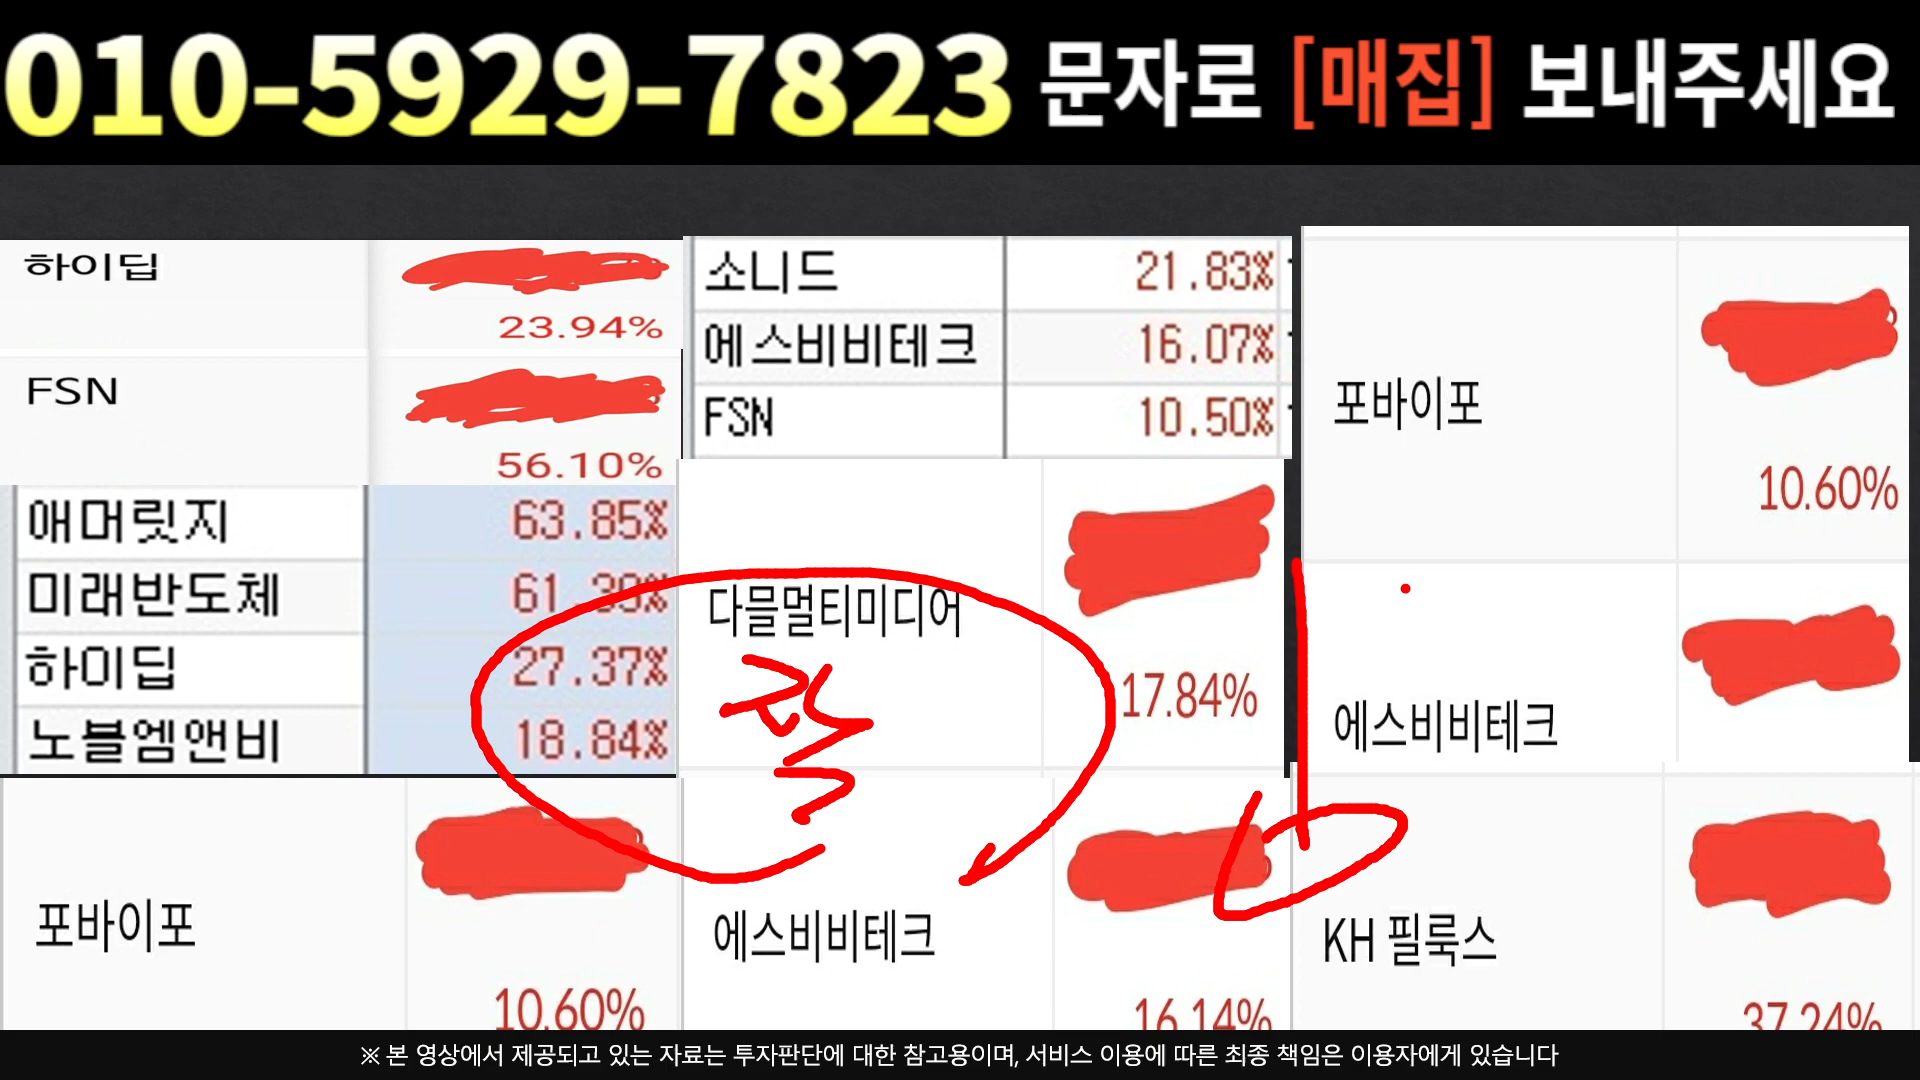 010-5929-7823 문자로 [매집] 보내주세요
하이딥
23.94%
FSN
56.10%
애머릿지 63.85%
미래반도체 61.39%
하이딥 27.37%
노블엠앤비 18.84%
소니드 21.83%
에스비비테크 16.07%
FSN 10.50%
다믈멀티미디어
17.84%
포바이포
10.60%
에스비비테크
포바이포
10.60%
에스비비테크
16.14%
KH 필룩스
37.24%
※ 본 영상에서 제공되고 있는 자료는 투자판단에 대한 참고용이며, 서비스 이용에 따른 최종 책임은 이용자에게 있습니다